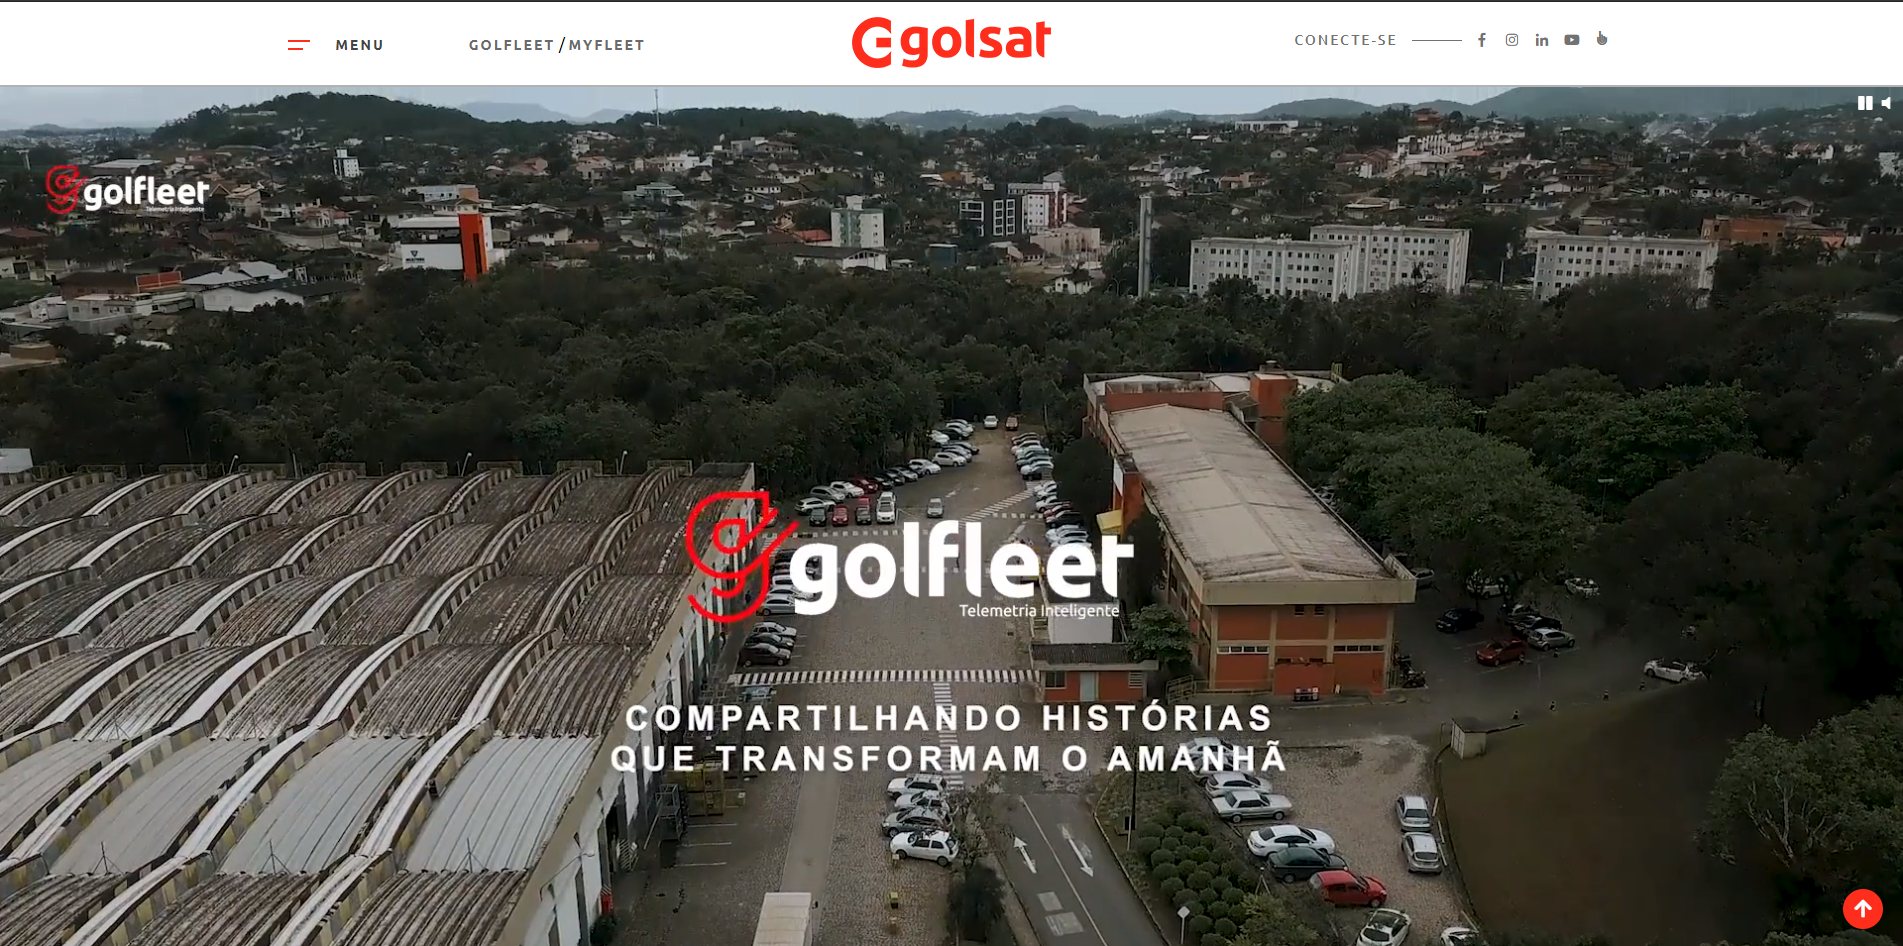 MENU
GOLFLEET / MYFLEET
golsat
CONECTE-SE
golfleet
Telemetria Inteligente
golfleet
Telemetria Inteligente
COMPARTILHANDO HISTÓRIAS
QUE TRANSFORMAM O AMANHÃ